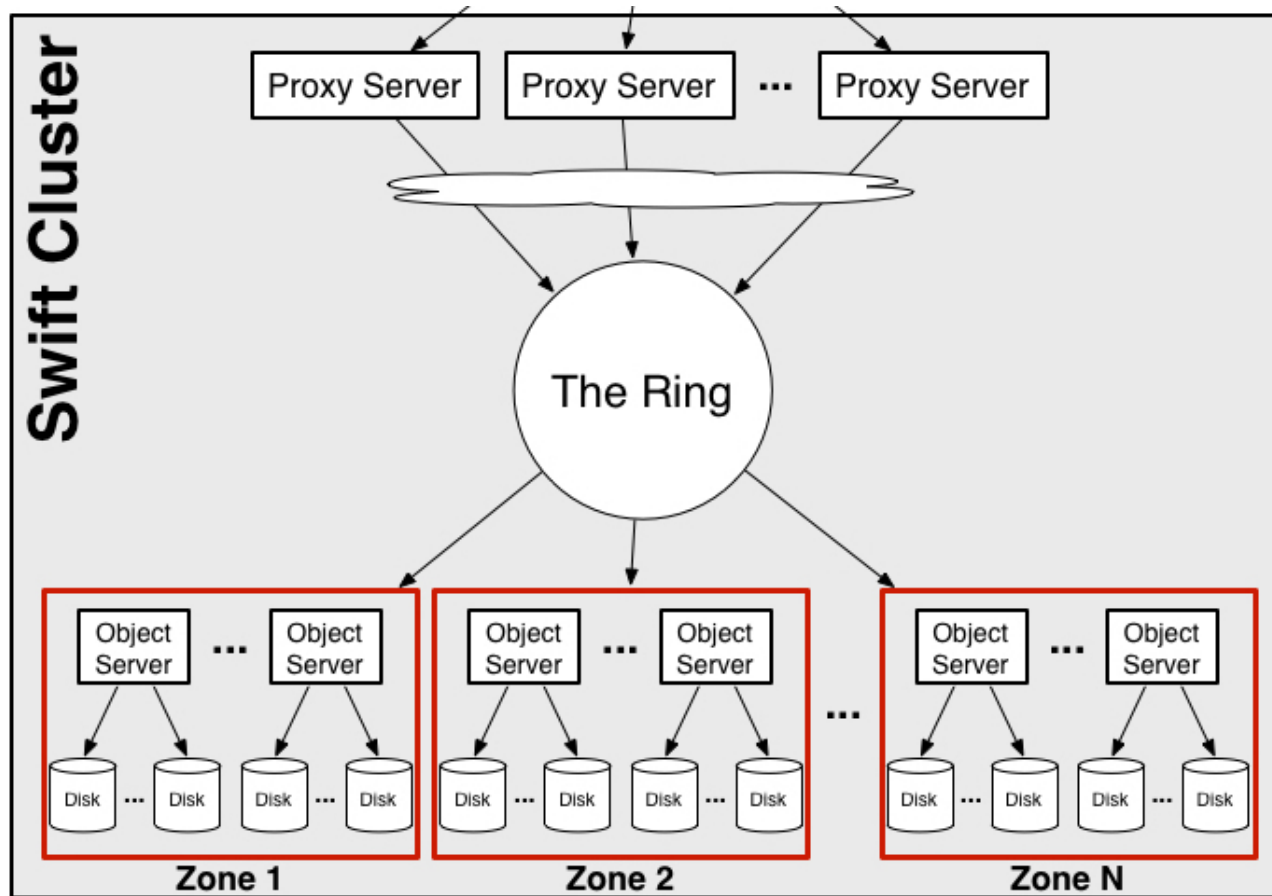 Swift Cluster
Proxy Server
Proxy Server
...
Proxy Server
The Ring
Object
Server
...
Object
Server
Object
Server
...
Object
Server
...
Object
Server
...
Object
Server
Disk
...
Disk
Disk
...
Disk
Disk
...
Disk
Disk
...
Disk
Disk
...
Disk
Disk
...
Disk
Zone 1
Zone 2
Zone N